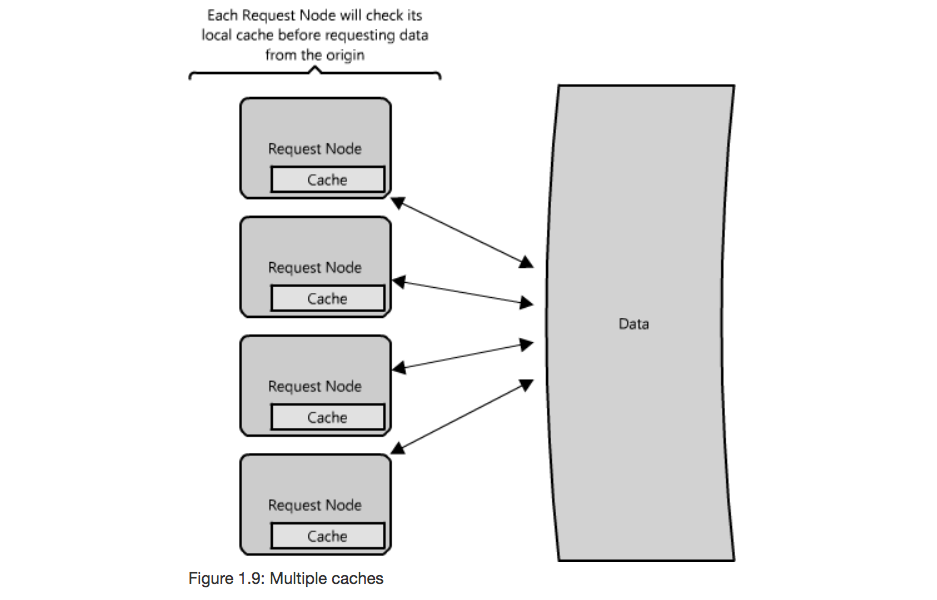 Each Request Node will check its
local cache before requesting data
from the origin
Request Node
Cache
Request Node
Cache
Request Node
Cache
Request Node
Cache
Data
Figure 1.9: Multiple caches